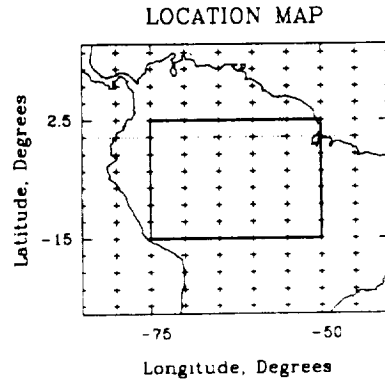 LOCATION MAP
2.5
Latitude, Degrees
-15
-75 -50
Longitude, Degrees